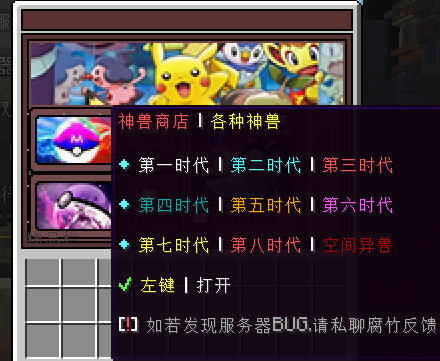 神兽商店 | 各种神兽
第一时代 | 第二时代 | 第三时代
第四时代 | 第五时代 | 第六时代
第七时代 | 第八时代 | 空间异兽
左键 | 打开
[!] 如若发现服务器BUG,请私聊腐竹反馈